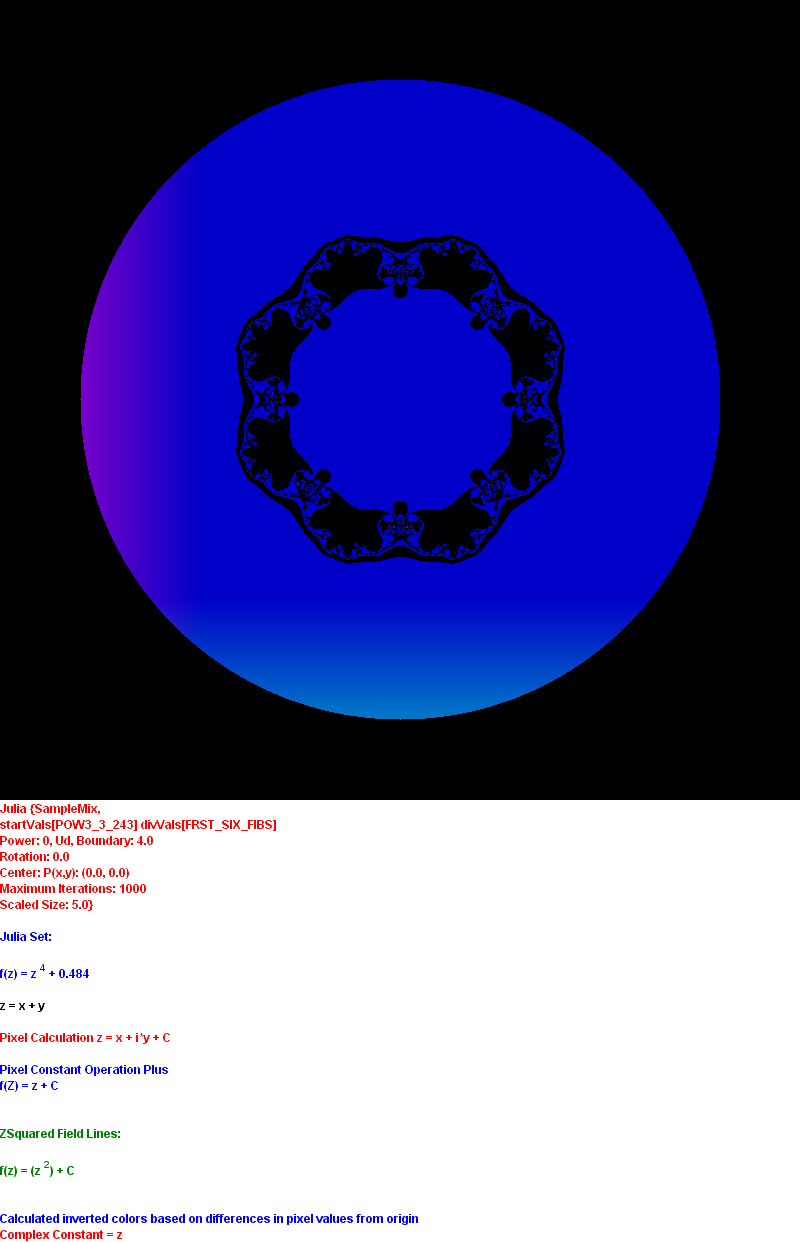 Julia {SampleMix,
startVals[POW3_3_243] divVals[FRST_SIX_FIBS]
Power: 0, Ud, Boundary: 4.0
Rotation: 0.0
Center: P(x,y): (0.0, 0.0)
Maximum Iterations: 1000
Scaled Size: 5.0}
Julia Set:
f(z) = z 4 + 0.484
z = x + y
Pixel Calculation z = x + i*y + C
Pixel Constant Operation Plus
f(Z) = z + C
ZSquared Field Lines:
f(z) = (z 2) + C
Calculated inverted colors based on differences in pixel values from origin
Complex Constant = z